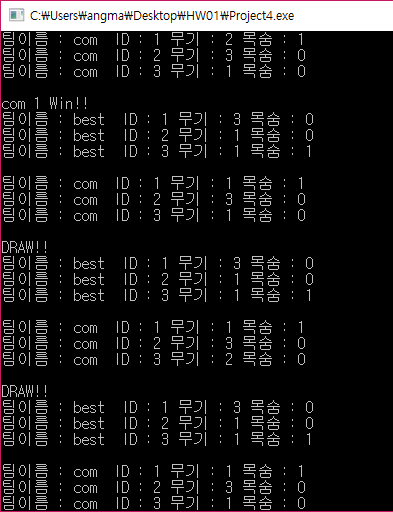 C:₩Users₩angma₩Desktop₩HW01₩Project4.exe
팀이름 : com  ID : 1 무기 : 2 목숨 : 1
팀이름 : com  ID : 2 무기 : 3 목숨 : 0
팀이름 : com  ID : 3 무기 : 1 목숨 : 0
com 1 Win!!
팀이름 : best  ID : 1 무기 : 3 목숨 : 0
팀이름 : best  ID : 2 무기 : 1 목숨 : 0
팀이름 : best  ID : 3 무기 : 1 목숨 : 1
팀이름 : com  ID : 1 무기 : 1 목숨 : 1
팀이름 : com  ID : 2 무기 : 3 목숨 : 0
팀이름 : com  ID : 3 무기 : 1 목숨 : 0
DRAW!!
팀이름 : best  ID : 1 무기 : 3 목숨 : 0
팀이름 : best  ID : 2 무기 : 1 목숨 : 0
팀이름 : best  ID : 3 무기 : 1 목숨 : 1
팀이름 : com  ID : 1 무기 : 1 목숨 : 1
팀이름 : com  ID : 2 무기 : 3 목숨 : 0
팀이름 : com  ID : 3 무기 : 2 목숨 : 0
DRAW!!
팀이름 : best  ID : 1 무기 : 3 목숨 : 0
팀이름 : best  ID : 2 무기 : 1 목숨 : 0
팀이름 : best  ID : 3 무기 : 1 목숨 : 1
팀이름 : com  ID : 1 무기 : 1 목숨 : 1
팀이름 : com  ID : 2 무기 : 3 목숨 : 0
팀이름 : com  ID : 3 무기 : 1 목숨 : 0